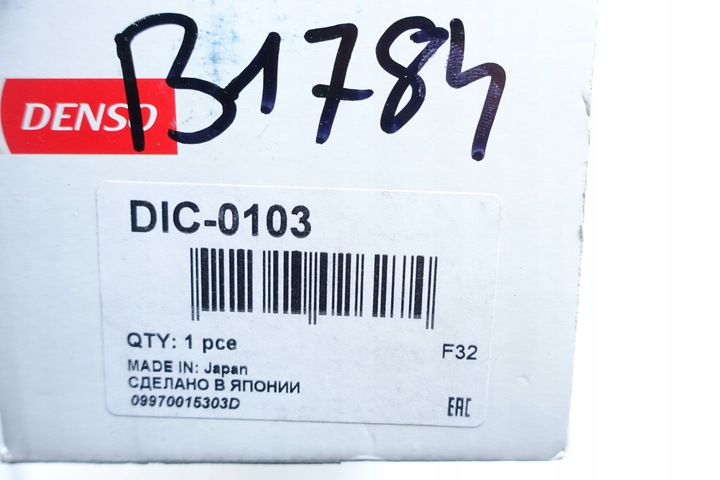 B1784
DENSO
DIC-0103
QTY: 1 pce
F32
MADE IN: Japan
СДЕЛАНО В ЯПОНИИ
09970015303D
EAC